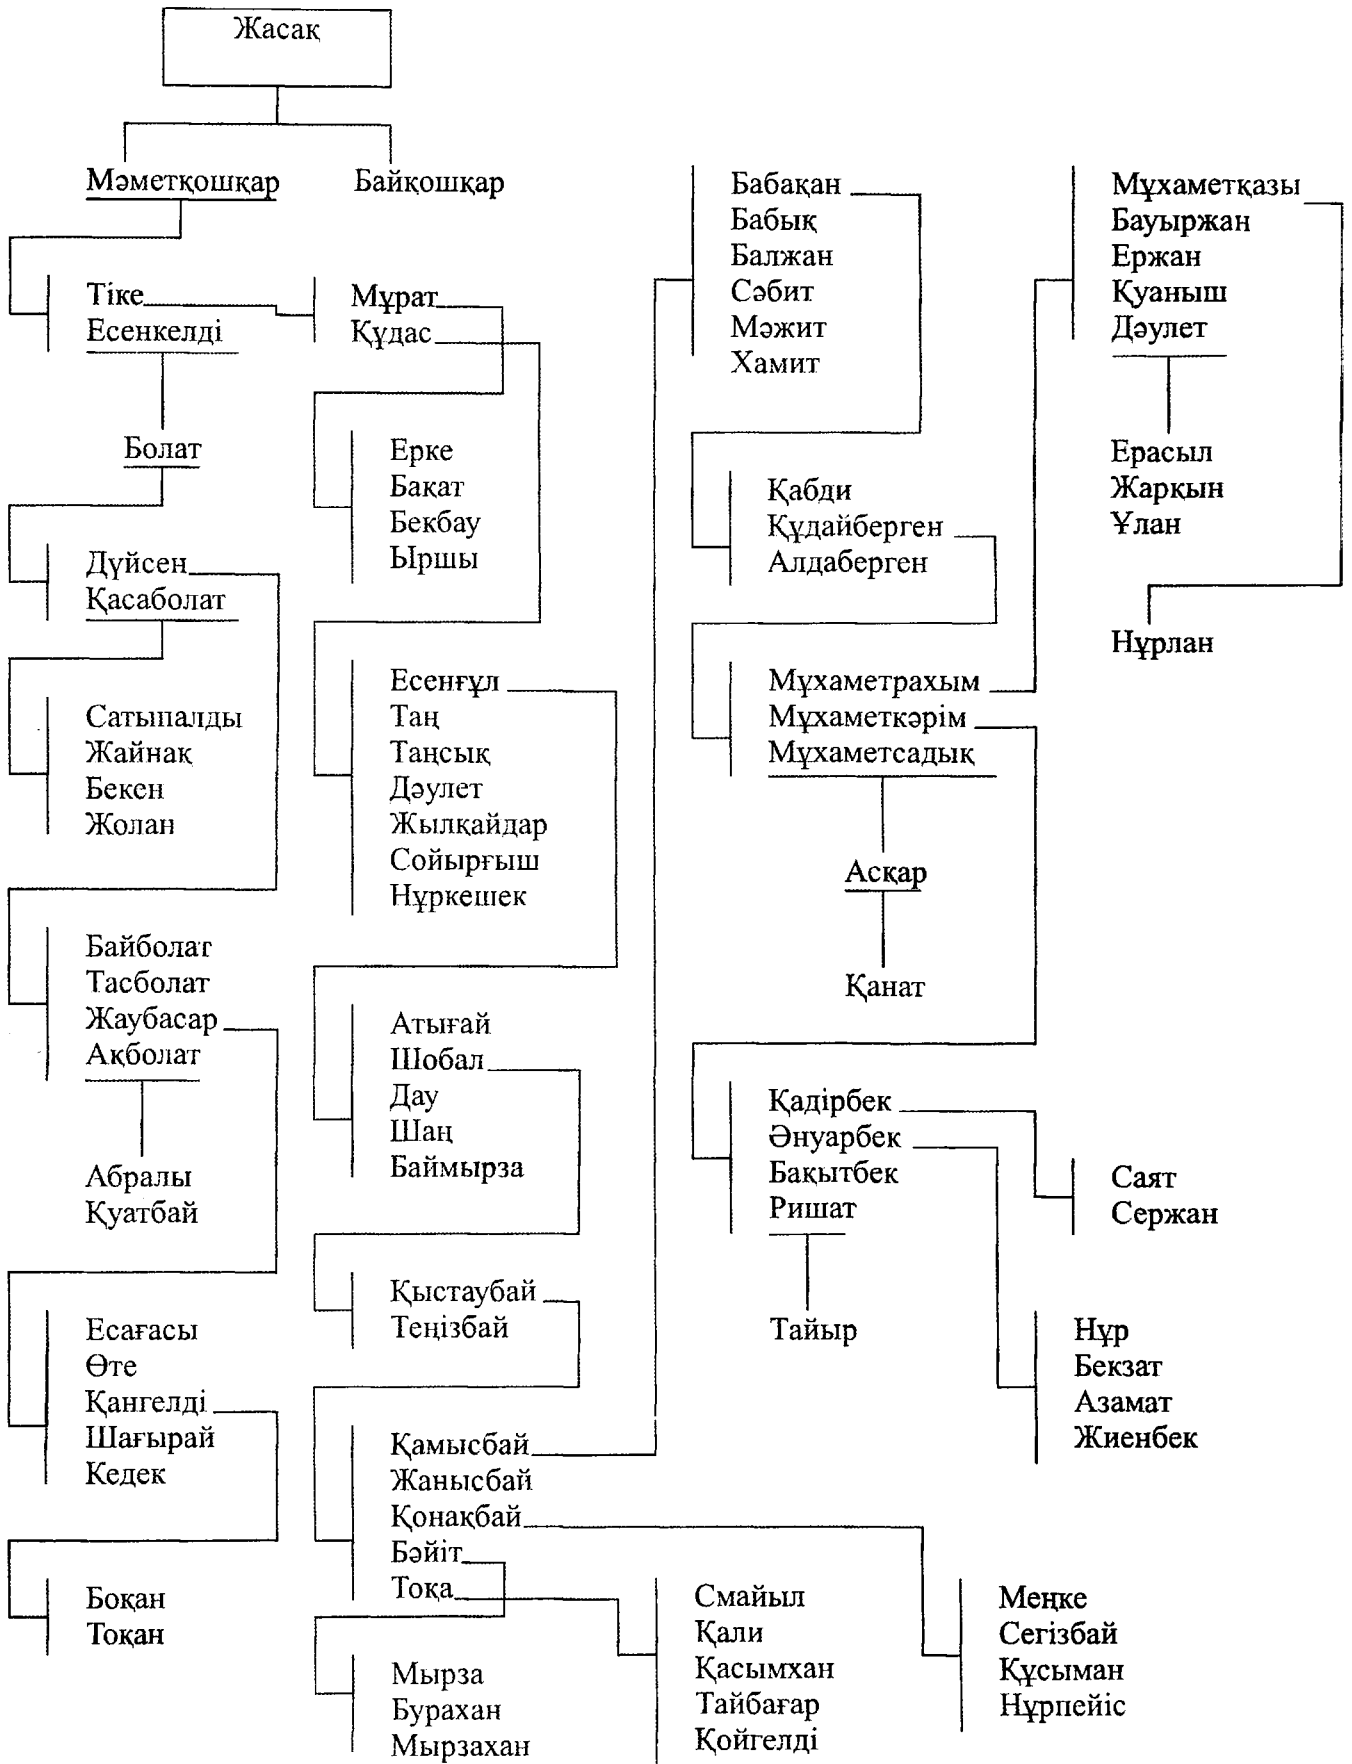 Жасақ
Мәметқошқар
Байқошқар
Тіке
Есенкелді
Болат
Дүйсен
Қасаболат
Сатыпалды
Жайнақ
Бекен
Жолан
Байболат
Тасболат
Жаубасар
Ақболат
Абралы
Қуатбай
Есағасы
Өте
Қангелді
Шағырай
Кедек
Боқан
Тоқан
Мұрат
Құдас
Ерке
Бақат
Бекбау
Ыршы
Есенғұл
Таң
Таңсық
Дәулет
Жылқайдар
Сойырғыш
Нұркешек
Атығай
Шобал
Дау
Шаң
Баймырза
Қыстаубай
Теңізбай
Қамысбай
Жанысбай
Қонақбай
Бәйіт
Тоқа
Мырза
Бурахан
Мырзахан
Бабақан
Бабық
Балжан
Сәбит
Мәжит
Хамит
Қабди
Құдайберген
Алдаберген
Мұхаметрахым
Мұхаметкәрім
Мұхаметсадық
Асқар
Қанат
Қадірбек
Әнуарбек
Бақытбек
Ришат
Тайыр
Смайыл
Қали
Қасымхан
Тайбағар
Қойгелді
Мұхаметқазы
Бауыржан
Ержан
Қуаныш
Дәулет
Ерасыл
Жарқын
Ұлан
Нұрлан
Саят
Сержан
Нұр
Бекзат
Азамат
Жиенбек
Меңке
Сегізбай
Құсыман
Нұрпейіс